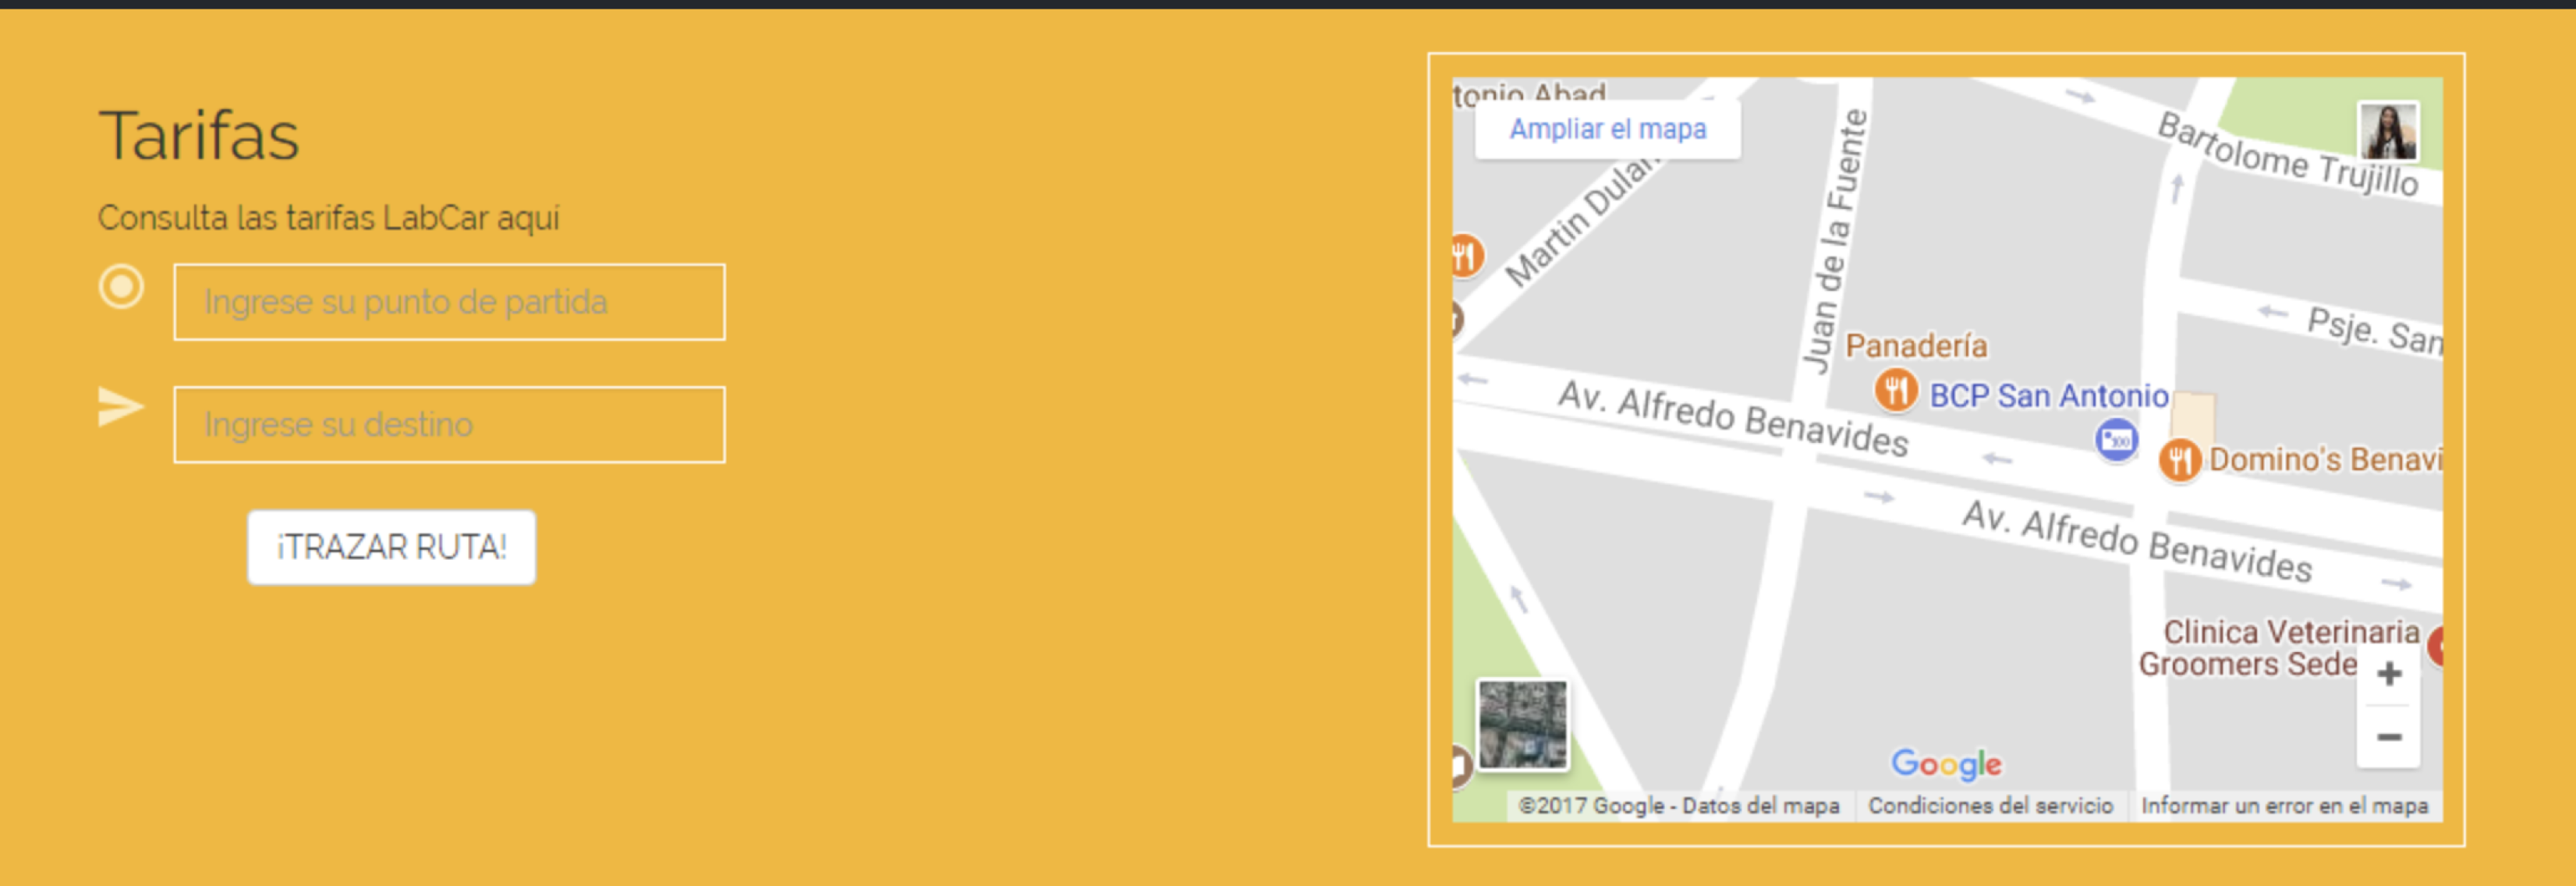 Tarifas
Consulta las tarifas LabCar aquí
Ingrese su punto de partida
Ingrese su destino
¡TRAZAR RUTA!
tonio Abad
Ampliar el mapa
Martin Dulan
Juan de la Fuente
Bartolome Trujillo
Psje. San
Panadería
BCP San Antonio
Av. Alfredo Benavides
Domino's Benavi
Av. Alfredo Benavides
Clinica Veterinaria
Groomers Sede
+
−
Google
©2017 Google - Datos del mapa
Condiciones del servicio
Informar un error en el mapa